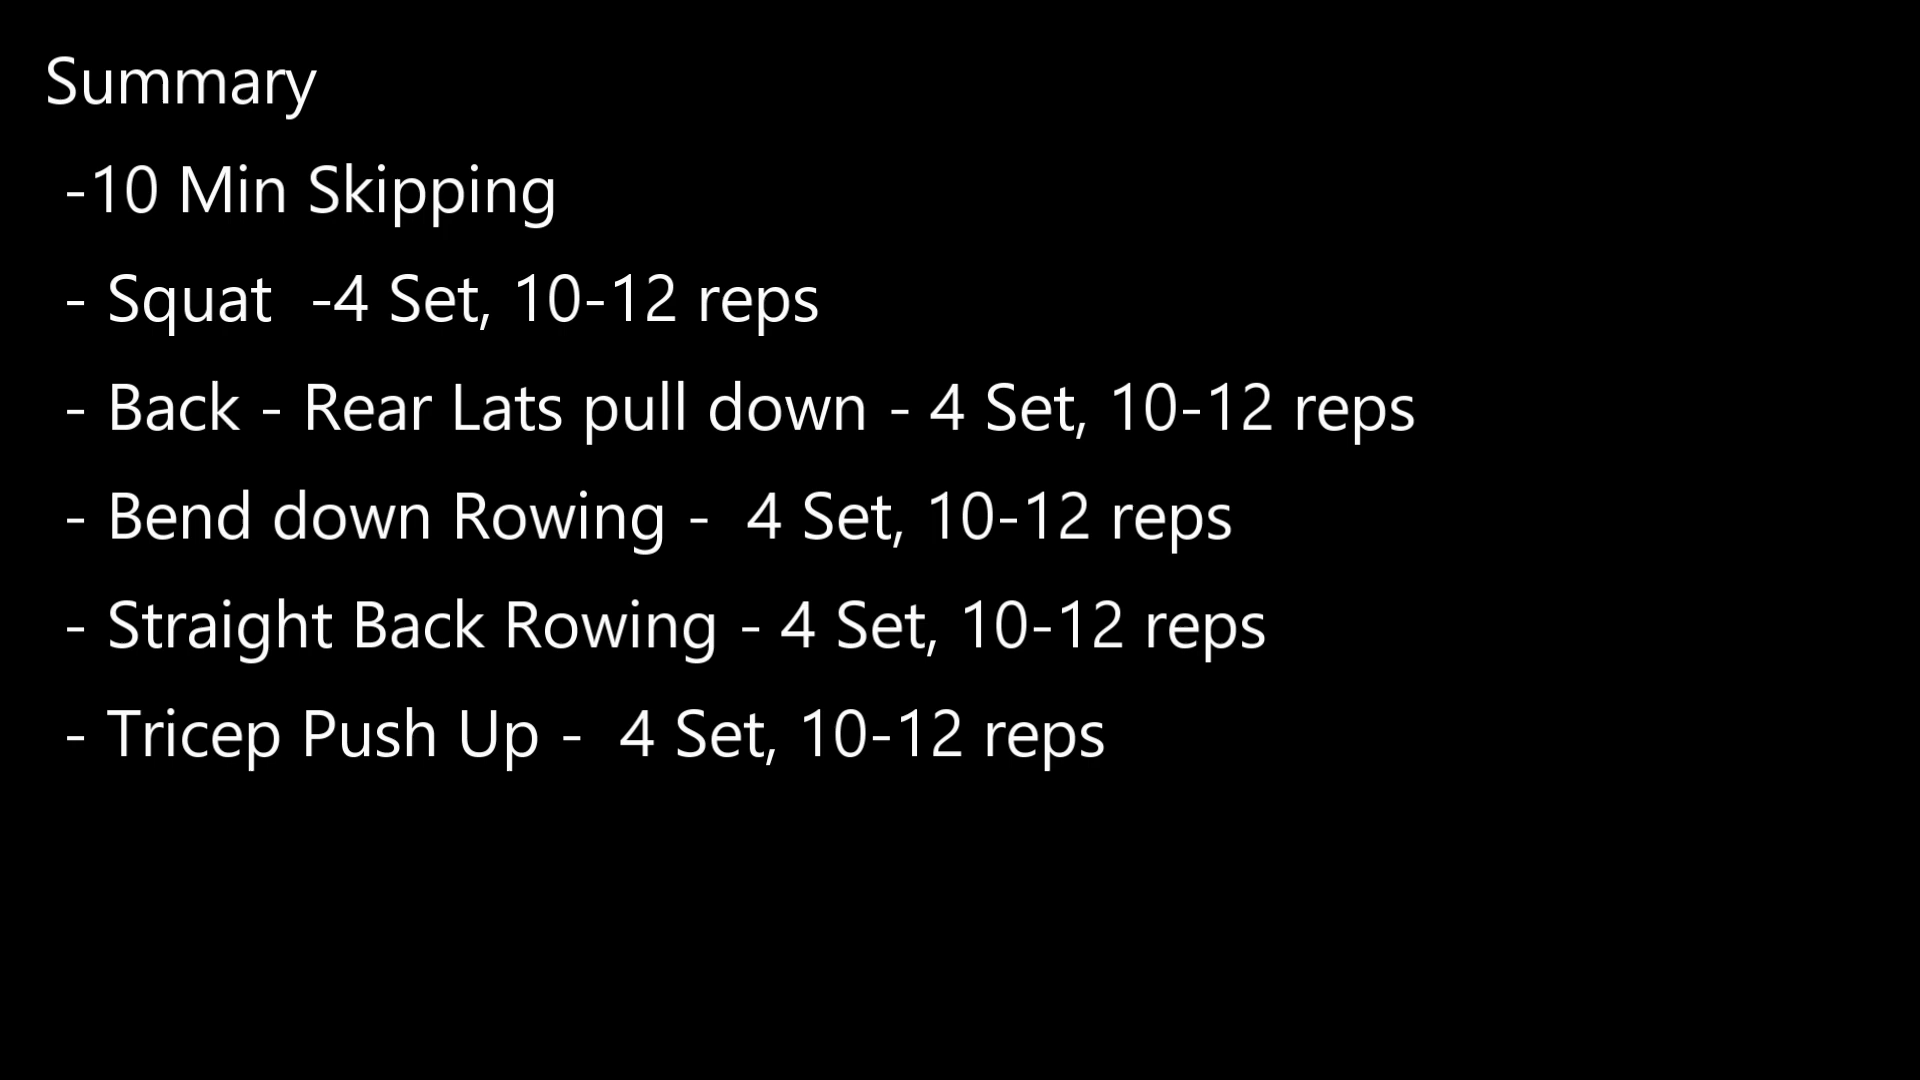 Summary
-10 Min Skipping
- Squat  -4 Set, 10-12 reps
- Back - Rear Lats pull down - 4 Set, 10-12 reps
- Bend down Rowing -  4 Set, 10-12 reps
- Straight Back Rowing - 4 Set, 10-12 reps
- Tricep Push Up -  4 Set, 10-12 reps